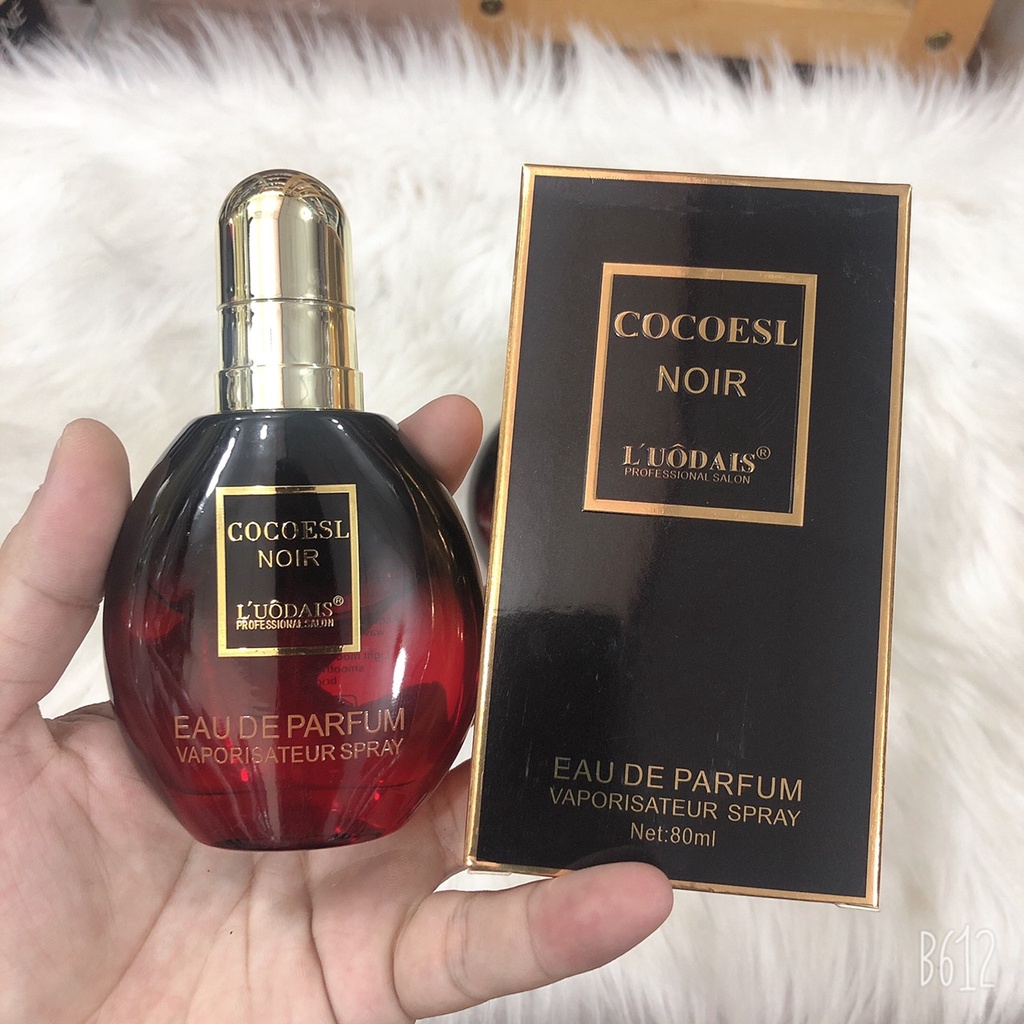 COCOESL
NOIR
L'UÔDAIS®
PROFESSIONAL SALON
EAU DE PARFUM
VAPORISATEUR SPRAY
COCOESL
NOIR
L'UÔDAIS®
PROFESSIONAL SALON
EAU DE PARFUM
VAPORISATEUR SPRAY
Net:80ml
B612